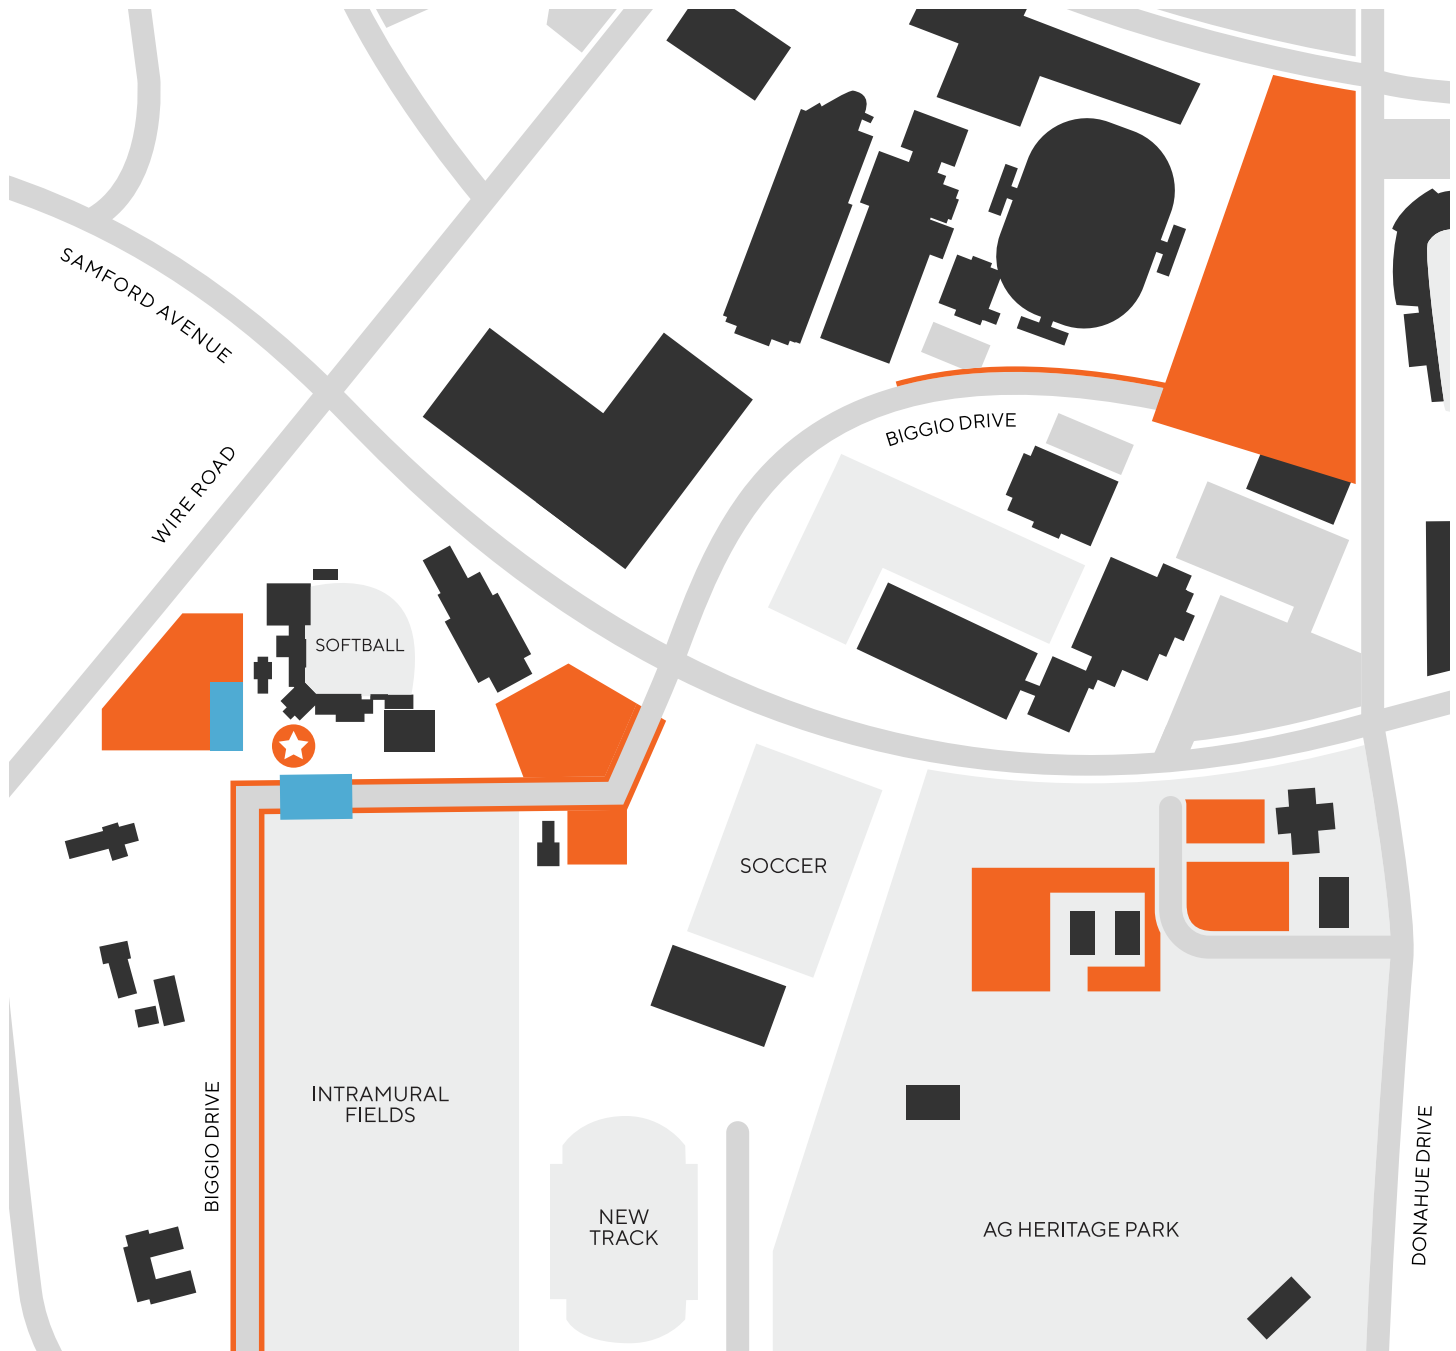 SAMFORD AVENUE
BIGGIO DRIVE
WIRE ROAD
SOFTBALL
SOCCER
INTRAMURAL
FIELDS
BIGGIO DRIVE
NEW
TRACK
AG HERITAGE PARK
DONAHUE DRIVE